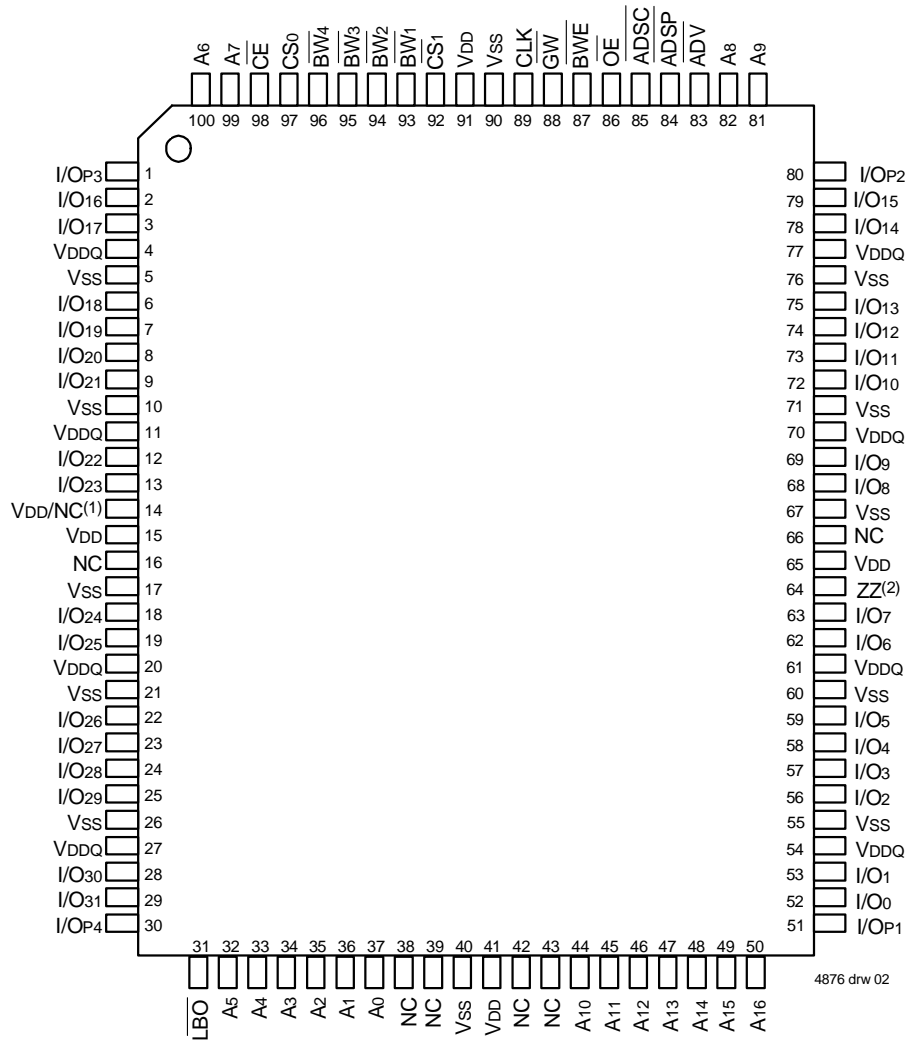 A6 A7 CE CS0 BW4 BW3 BW2 BW1 CS1 VDD VSS CLK GW BWE OE ADSC ADSP ADV A8 A9
100 99 98 97 96 95 94 93 92 91 90 89 88 87 86 85 84 83 82 81
I/OP3 1 80 I/OP2
I/O16 2 79 I/O15
I/O17 3 78 I/O14
VDDQ 4 77 VDDQ
VSS 5 76 VSS
I/O18 6 75 I/O13
I/O19 7 74 I/O12
I/O20 8 73 I/O11
I/O21 9 72 I/O10
VSS 10 71 VSS
VDDQ 11 70 VDDQ
I/O22 12 69 I/O9
I/O23 13 68 I/O8
VDD/NC(1) 14 67 VSS
VDD 15 66 NC
NC 16 65 VDD
VSS 17 64 ZZ(2)
I/O24 18 63 I/O7
I/O25 19 62 I/O6
VDDQ 20 61 VDDQ
VSS 21 60 VSS
I/O26 22 59 I/O5
I/O27 23 58 I/O4
I/O28 24 57 I/O3
I/O29 25 56 I/O2
VSS 26 55 VSS
VDDQ 27 54 VDDQ
I/O30 28 53 I/O1
I/O31 29 52 I/O0
I/OP4 30 51 I/OP1
31 32 33 34 35 36 37 38 39 40 41 42 43 44 45 46 47 48 49 50
LBO A5 A4 A3 A2 A1 A0 NC NC VSS VDD NC NC A10 A11 A12 A13 A14 A15 A16
4876 drw 02